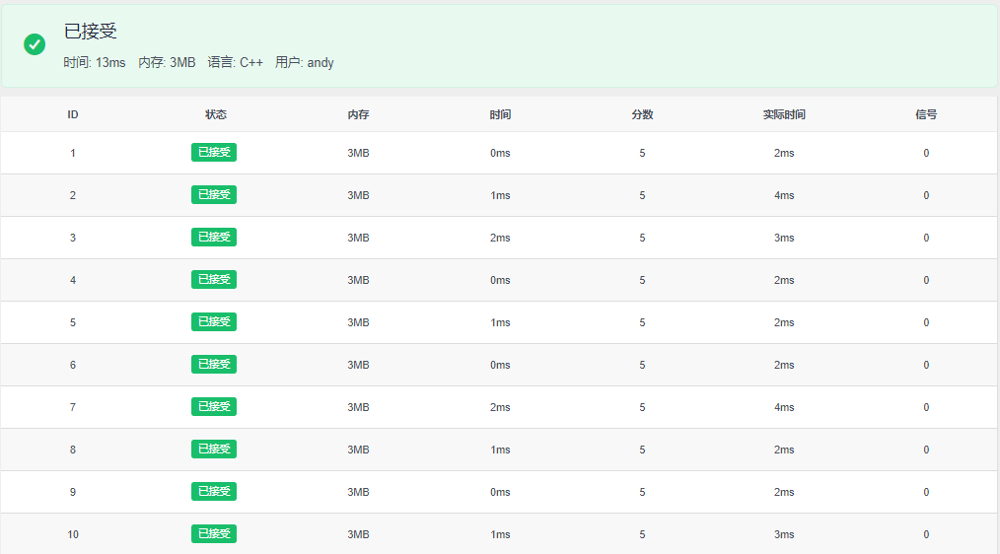 已接受
时间: 13ms 内存: 3MB 语言: C++ 用户: andy
ID 状态 内存 时间 分数 实际时间 信号
1 已接受 3MB 0ms 5 2ms 0
2 已接受 3MB 1ms 5 4ms 0
3 已接受 3MB 2ms 5 3ms 0
4 已接受 3MB 0ms 5 2ms 0
5 已接受 3MB 1ms 5 2ms 0
6 已接受 3MB 0ms 5 2ms 0
7 已接受 3MB 2ms 5 4ms 0
8 已接受 3MB 1ms 5 2ms 0
9 已接受 3MB 0ms 5 2ms 0
10 已接受 3MB 1ms 5 3ms 0